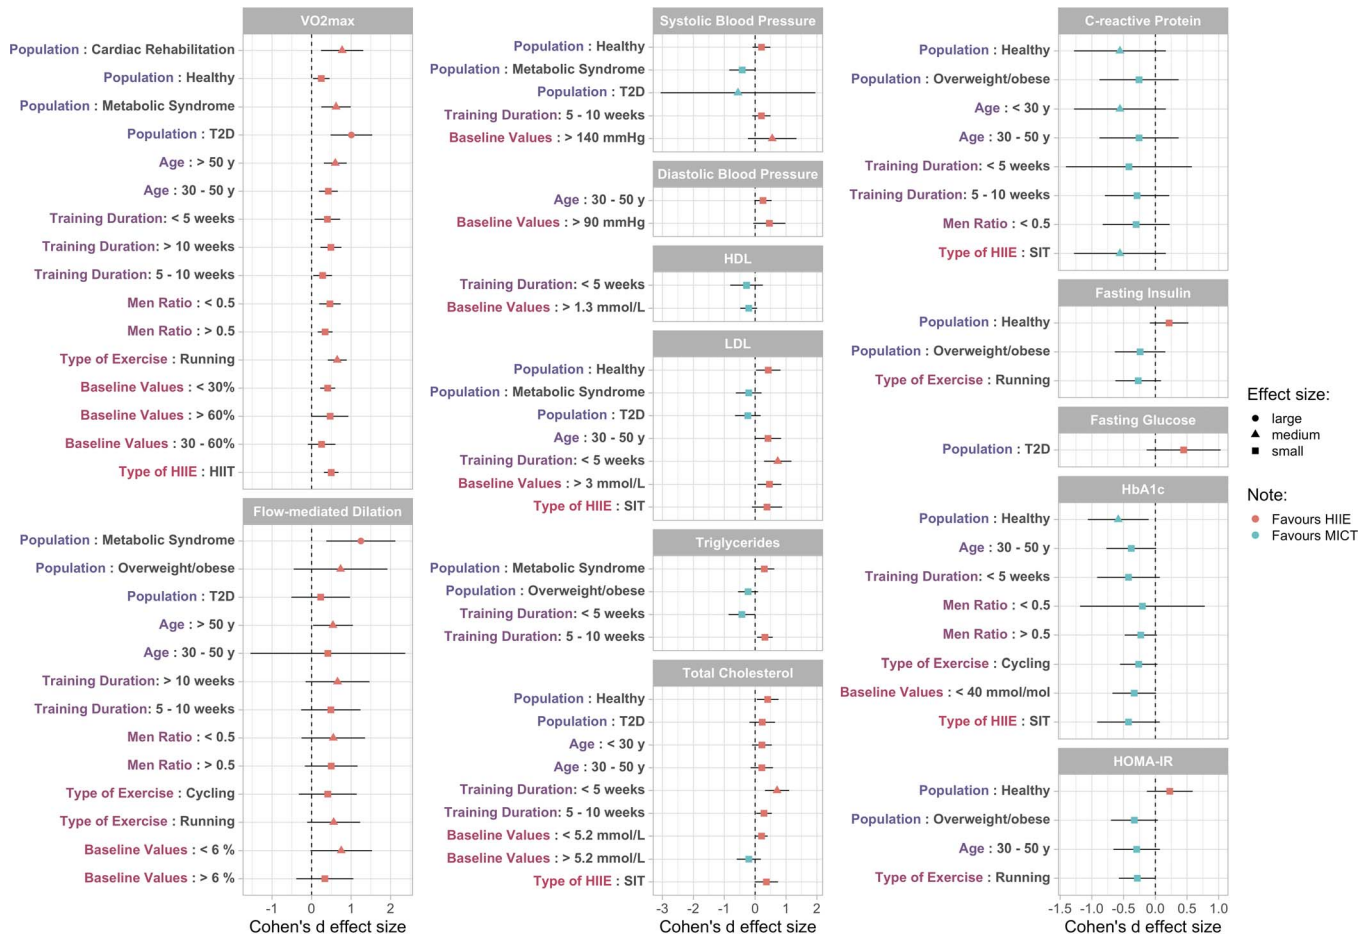 VO2max
Population : Cardiac Rehabilitation
Population : Healthy
Population : Metabolic Syndrome
Population : T2D
Age : > 50 y
Age : 30 - 50 y
Training Duration: < 5 weeks
Training Duration: > 10 weeks
Training Duration: 5 - 10 weeks
Men Ratio : < 0.5
Men Ratio : > 0.5
Type of Exercise : Running
Baseline Values : < 30%
Baseline Values : > 60%
Baseline Values : 30 - 60%
Type of HIIE : HIIT
Flow-mediated Dilation
Population : Metabolic Syndrome
Population : Overweight/obese
Population : T2D
Age : > 50 y
Age : 30 - 50 y
Training Duration: > 10 weeks
Training Duration: 5 - 10 weeks
Men Ratio : < 0.5
Men Ratio : > 0.5
Type of Exercise : Cycling
Type of Exercise : Running
Baseline Values : < 6 %
Baseline Values : > 6 %
-1 0 1 2
Cohen's d effect size
Systolic Blood Pressure
Population : Healthy
Population : Metabolic Syndrome
Population : T2D
Training Duration: 5 - 10 weeks
Baseline Values : > 140 mmHg
Diastolic Blood Pressure
Age : 30 - 50 y
Baseline Values : > 90 mmHg
HDL
Training Duration: < 5 weeks
Baseline Values : > 1.3 mmol/L
LDL
Population : Healthy
Population : Metabolic Syndrome
Population : T2D
Age : 30 - 50 y
Training Duration: < 5 weeks
Baseline Values : > 3 mmol/L
Type of HIIE : SIT
Triglycerides
Population : Metabolic Syndrome
Population : Overweight/obese
Training Duration: < 5 weeks
Training Duration: 5 - 10 weeks
Total Cholesterol
Population : Healthy
Population : T2D
Age : < 30 y
Age : 30 - 50 y
Training Duration: < 5 weeks
Training Duration: 5 - 10 weeks
Baseline Values : < 5.2 mmol/L
Baseline Values : > 5.2 mmol/L
Type of HIIE : SIT
-3 -2 -1 0 1 2
Cohen's d effect size
C-reactive Protein
Population : Healthy
Population : Overweight/obese
Age : < 30 y
Age : 30 - 50 y
Training Duration: < 5 weeks
Training Duration: 5 - 10 weeks
Men Ratio : < 0.5
Type of HIIE : SIT
Fasting Insulin
Population : Healthy
Population : Overweight/obese
Type of Exercise : Running
Fasting Glucose
Population : T2D
HbA1c
Population : Healthy
Age : 30 - 50 y
Training Duration: < 5 weeks
Men Ratio : < 0.5
Men Ratio : > 0.5
Type of Exercise : Cycling
Baseline Values : < 40 mmol/mol
Type of HIIE : SIT
HOMA-IR
Population : Healthy
Population : Overweight/obese
Age : 30 - 50 y
Type of Exercise : Running
-1.5 -1.0 -0.5 0.0 0.5 1.0
Cohen's d effect size
Effect size:
large
medium
small
Note:
Favours HIIE
Favours MICT